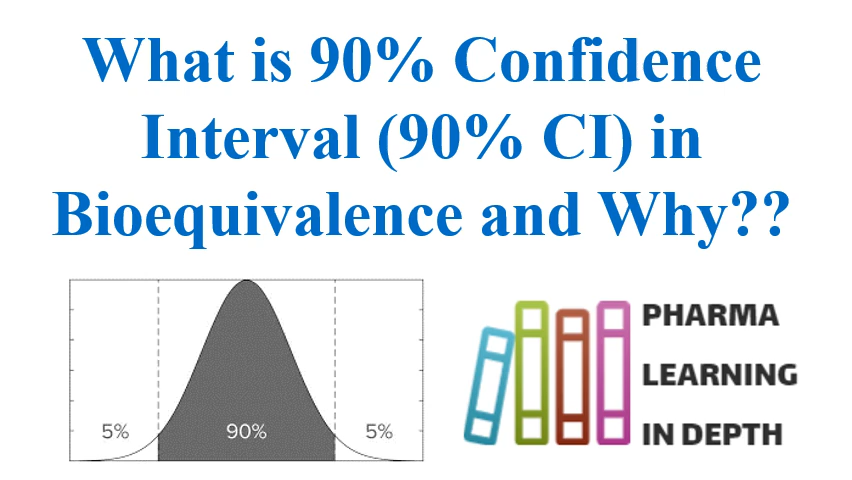 What is 90% Confidence
Interval (90% CI) in
Bioequivalence and Why??
5%
90%
5%
PHARMA
LEARNING
IN DEPTH